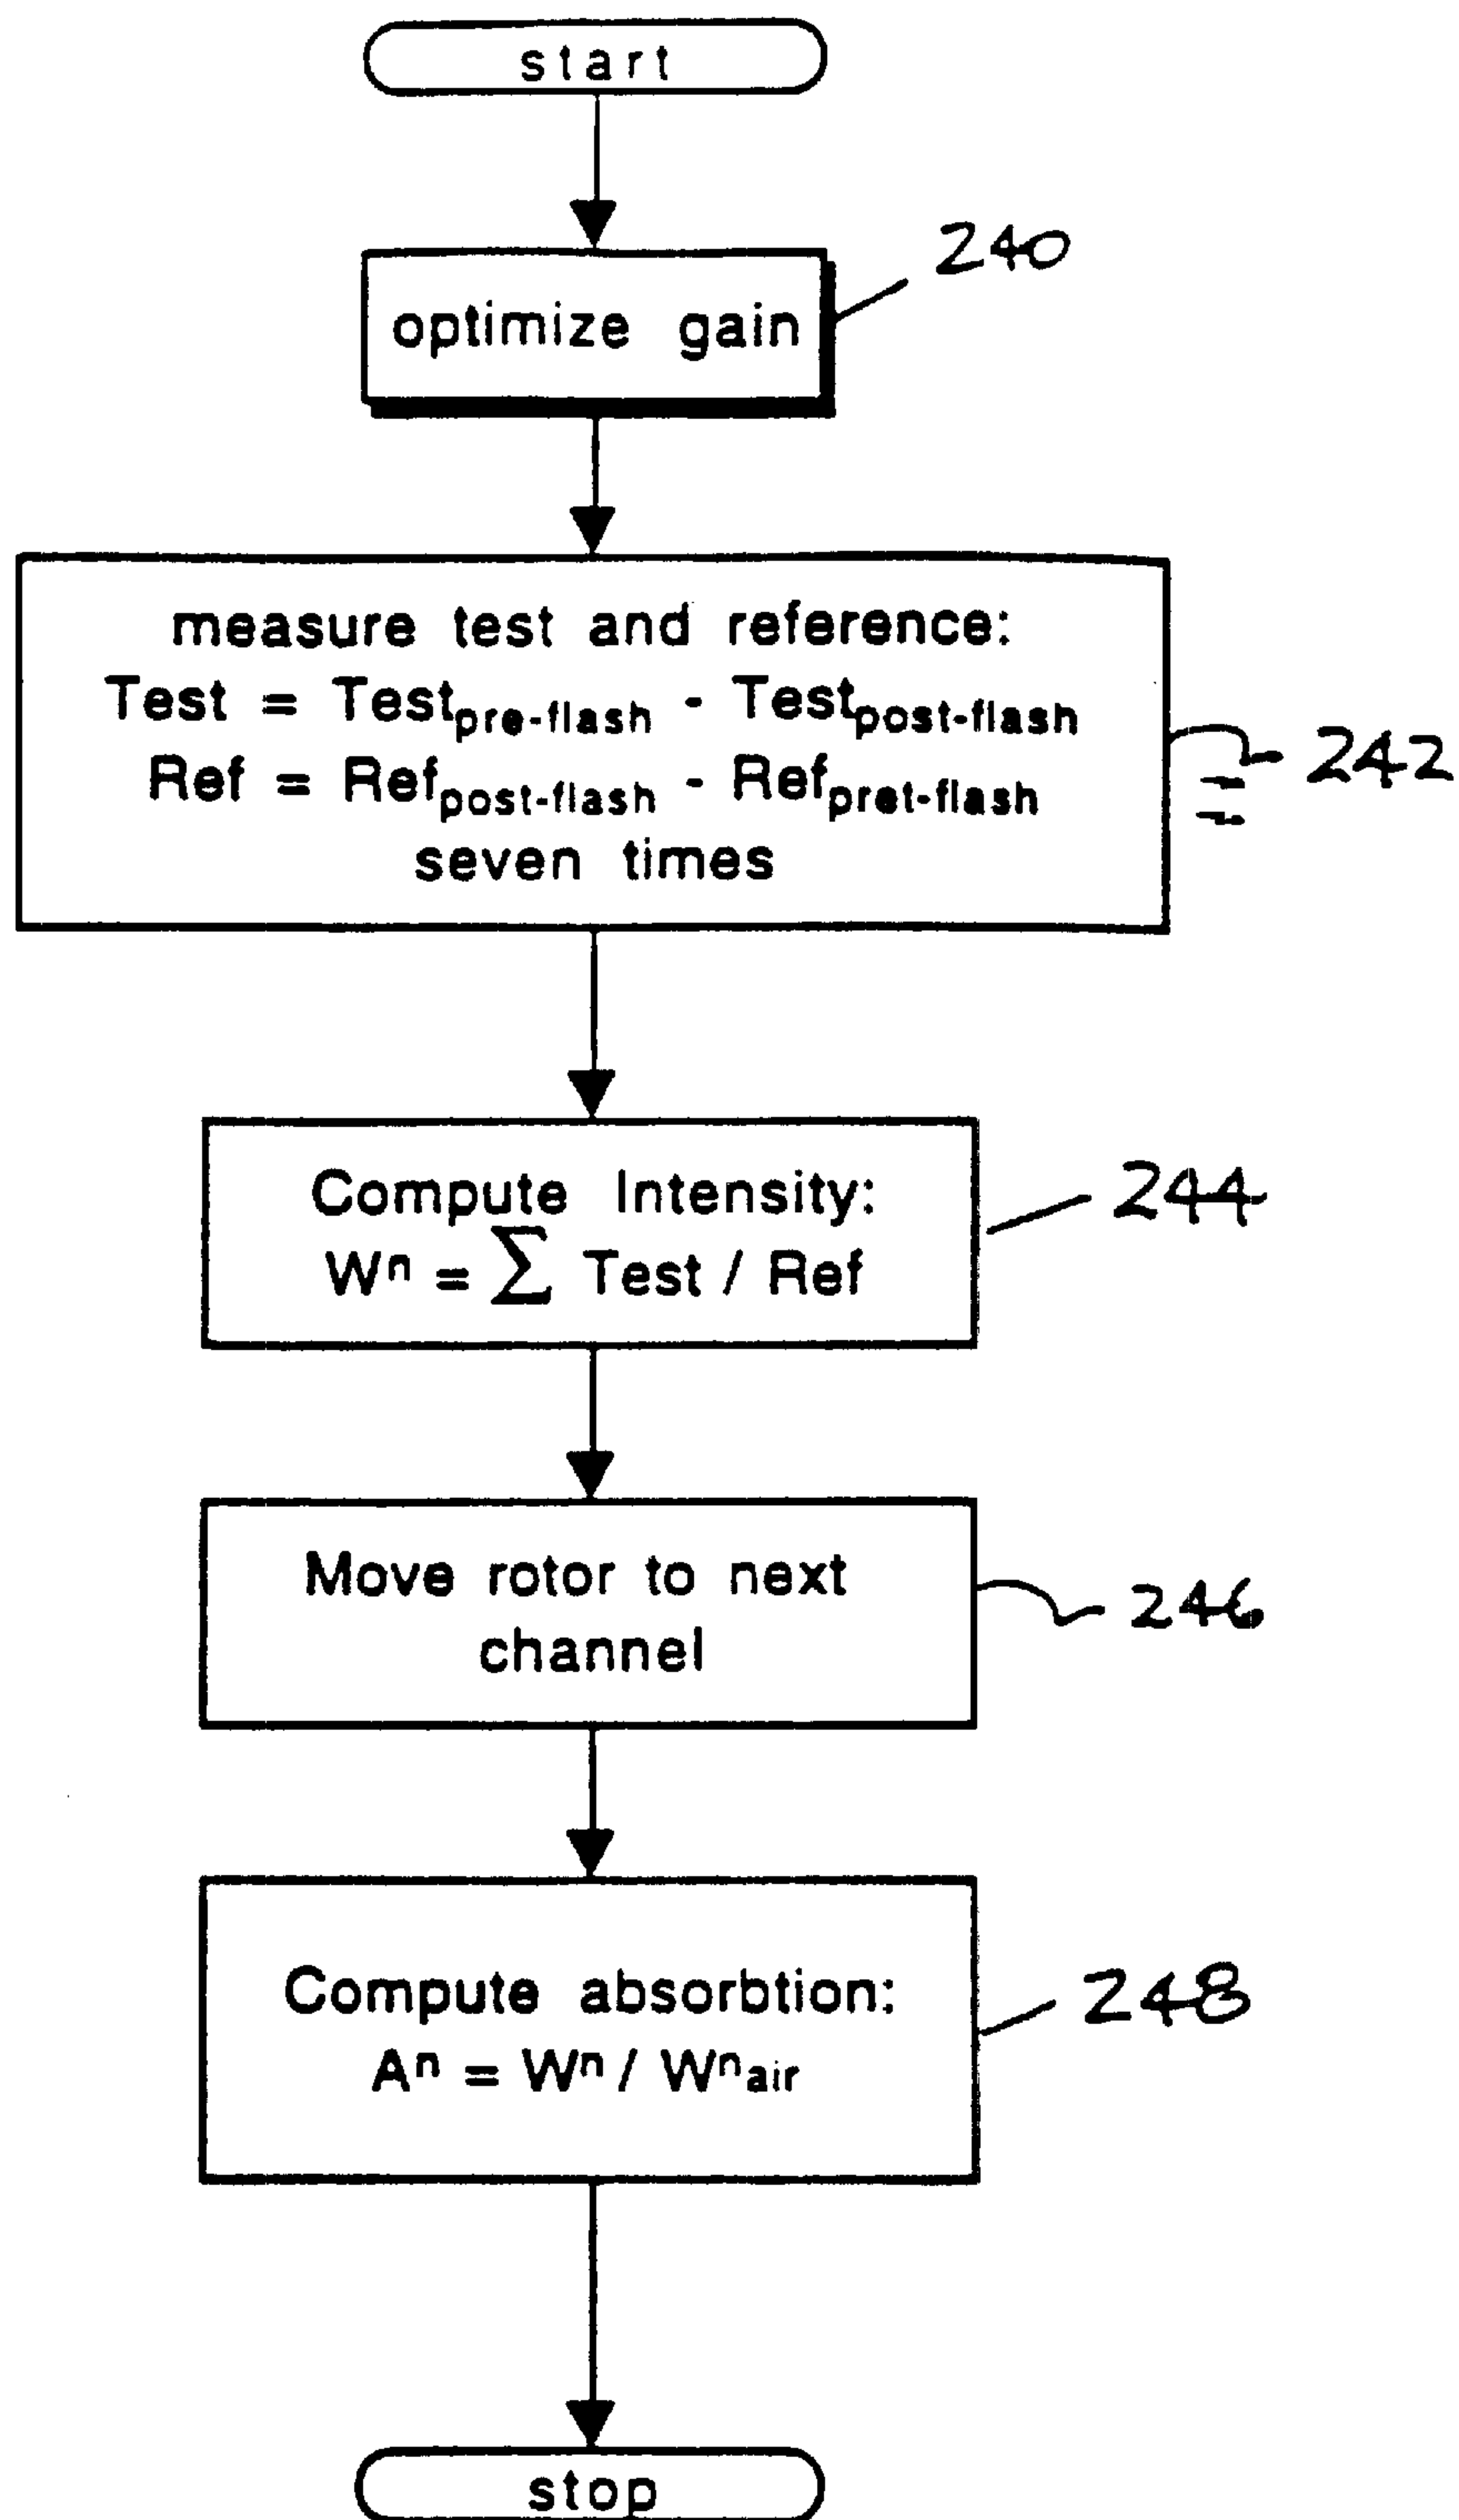 start
240
optimize gain
measure test and reference:
Test = Testpre-flash - Testpost-flash
Ref = Refpost-flash - Refpret-flash
seven times
242
Compute Intensity:
Wⁿ = ∑ Test / Ref
244
Move rotor to next
channel
246
Compute absorbtion:
Aⁿ = Wⁿ / Wⁿair
248
stop